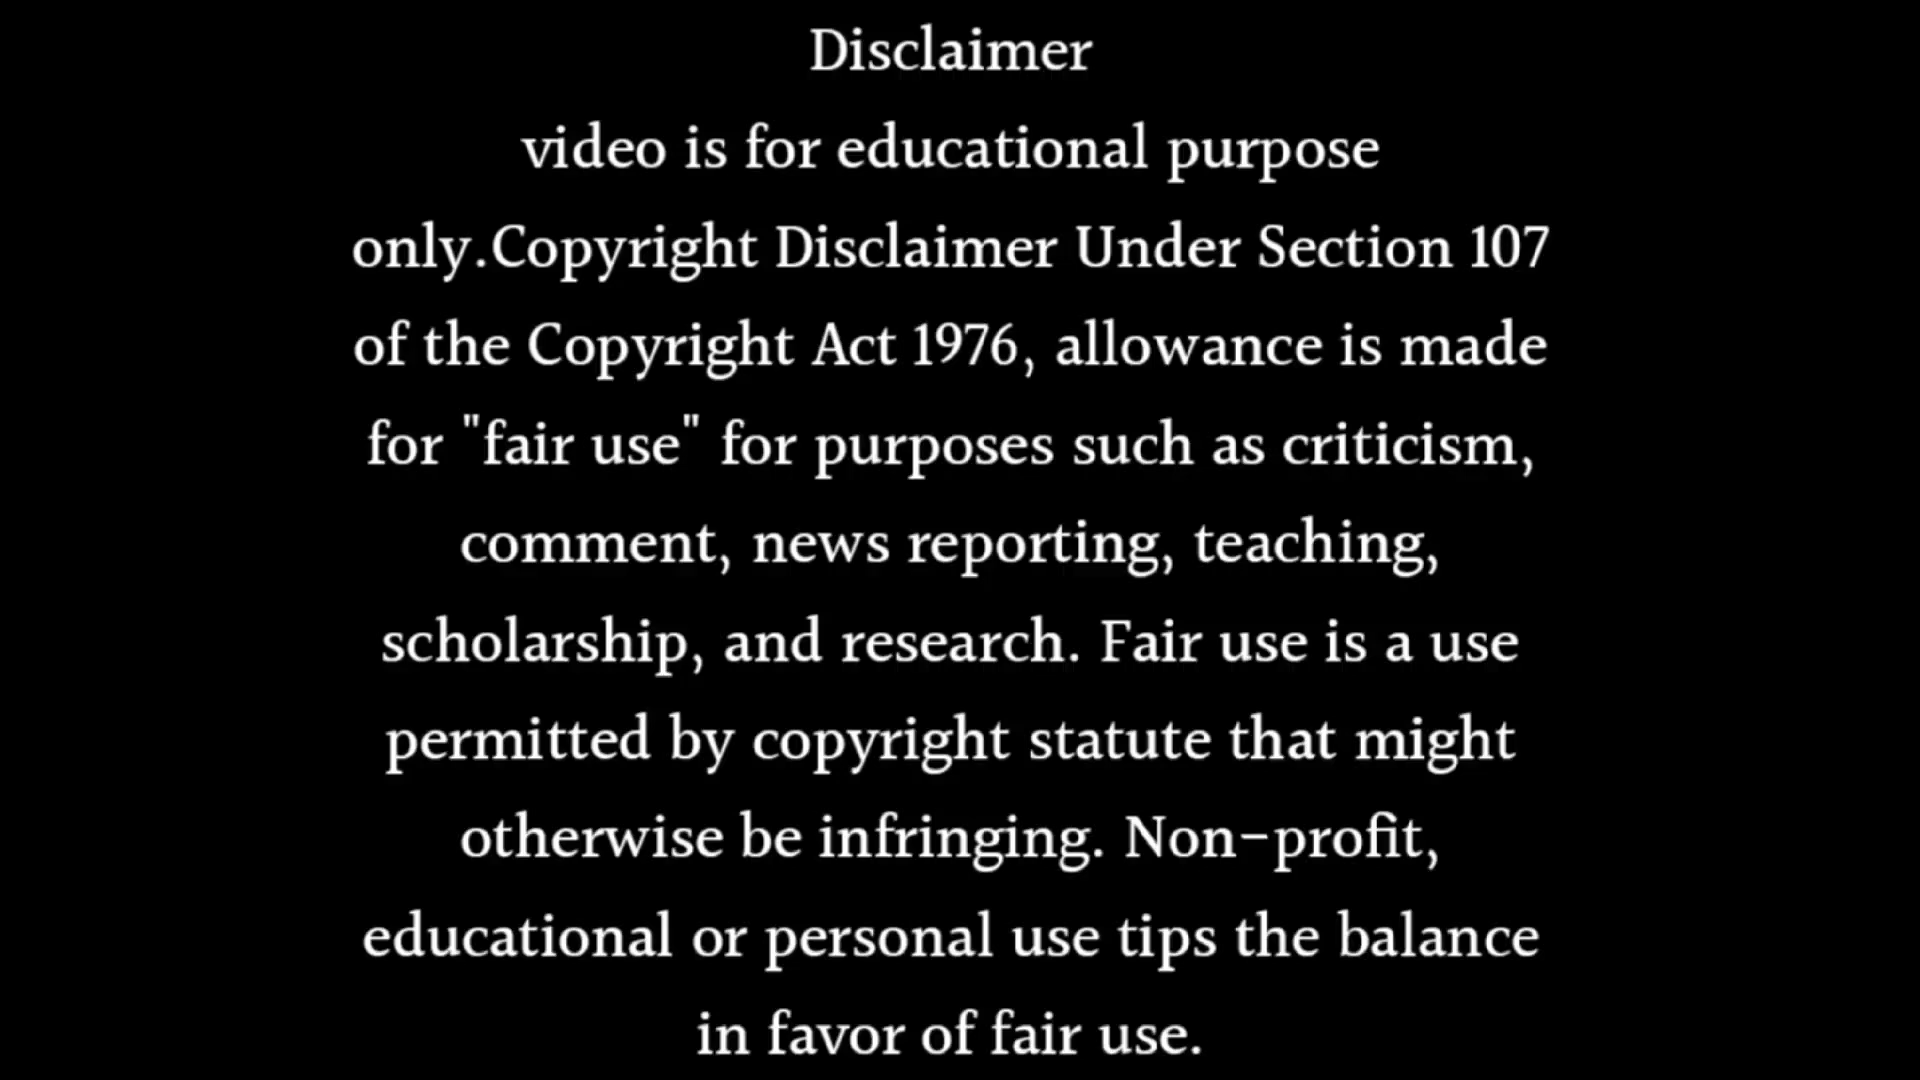 Disclaimer
video is for educational purpose
only.Copyright Disclaimer Under Section 107
of the Copyright Act 1976, allowance is made
for "fair use" for purposes such as criticism,
comment, news reporting, teaching,
scholarship, and research. Fair use is a use
permitted by copyright statute that might
otherwise be infringing. Non-profit,
educational or personal use tips the balance
in favor of fair use.